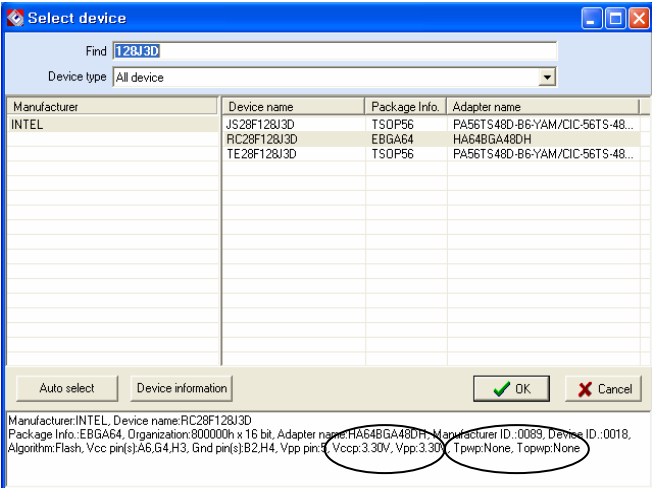 Select device
Find 128J3D
Device type All device
Manufacturer Device name Package Info. Adapter name
INTEL JS28F128J3D TSOP56 PA56TS48D-B6-YAM/CIC-56TS-48...
RC28F128J3D EBGA64 HA64BGA48DH
TE28F128J3D TSOP56 PA56TS48D-B6-YAM/CIC-56TS-48...
Auto select Device information OK Cancel
Manufacturer:INTEL, Device name:RC28F128J3D
Package Info.:EBGA64, Organization:800000h x 16 bit, Adapter name:HA64BGA48DH, Manufacturer ID.:0089, Device ID.:0018,
Algorithm:Flash, Vcc pin(s):A6,G4,H3, Gnd pin(s):B2,H4, Vpp pin:5, Vccp:3.30V, Vpp:3.30V, Tpwp:None, Topwp:None